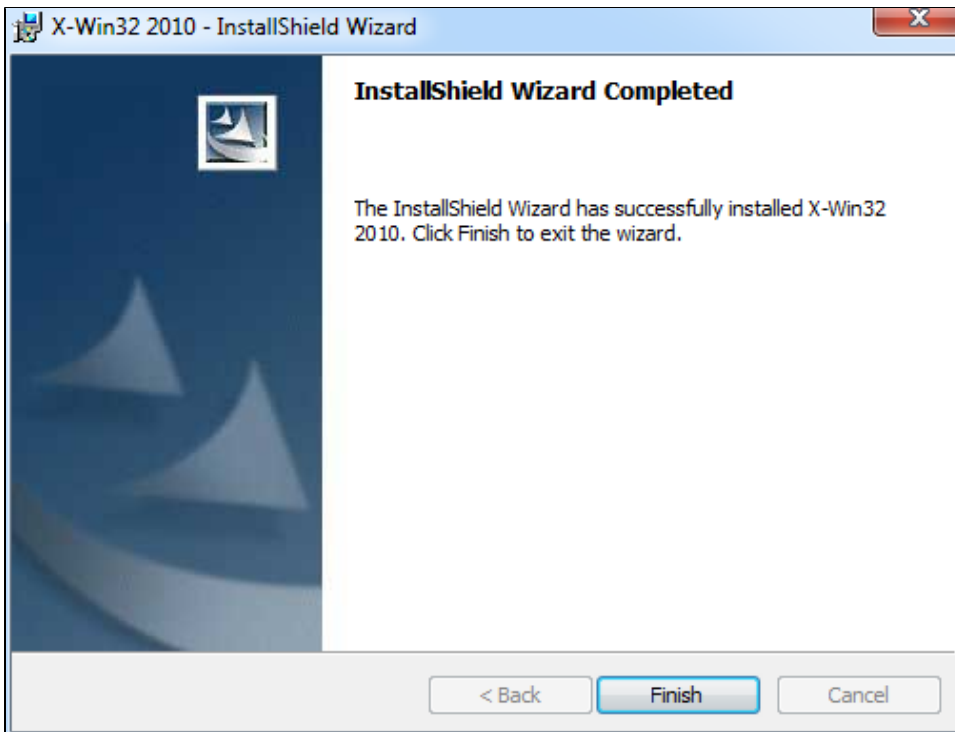 X-Win32 2010 - InstallShield Wizard
InstallShield Wizard Completed
The InstallShield Wizard has successfully installed X-Win32
2010. Click Finish to exit the wizard.
< Back Finish Cancel